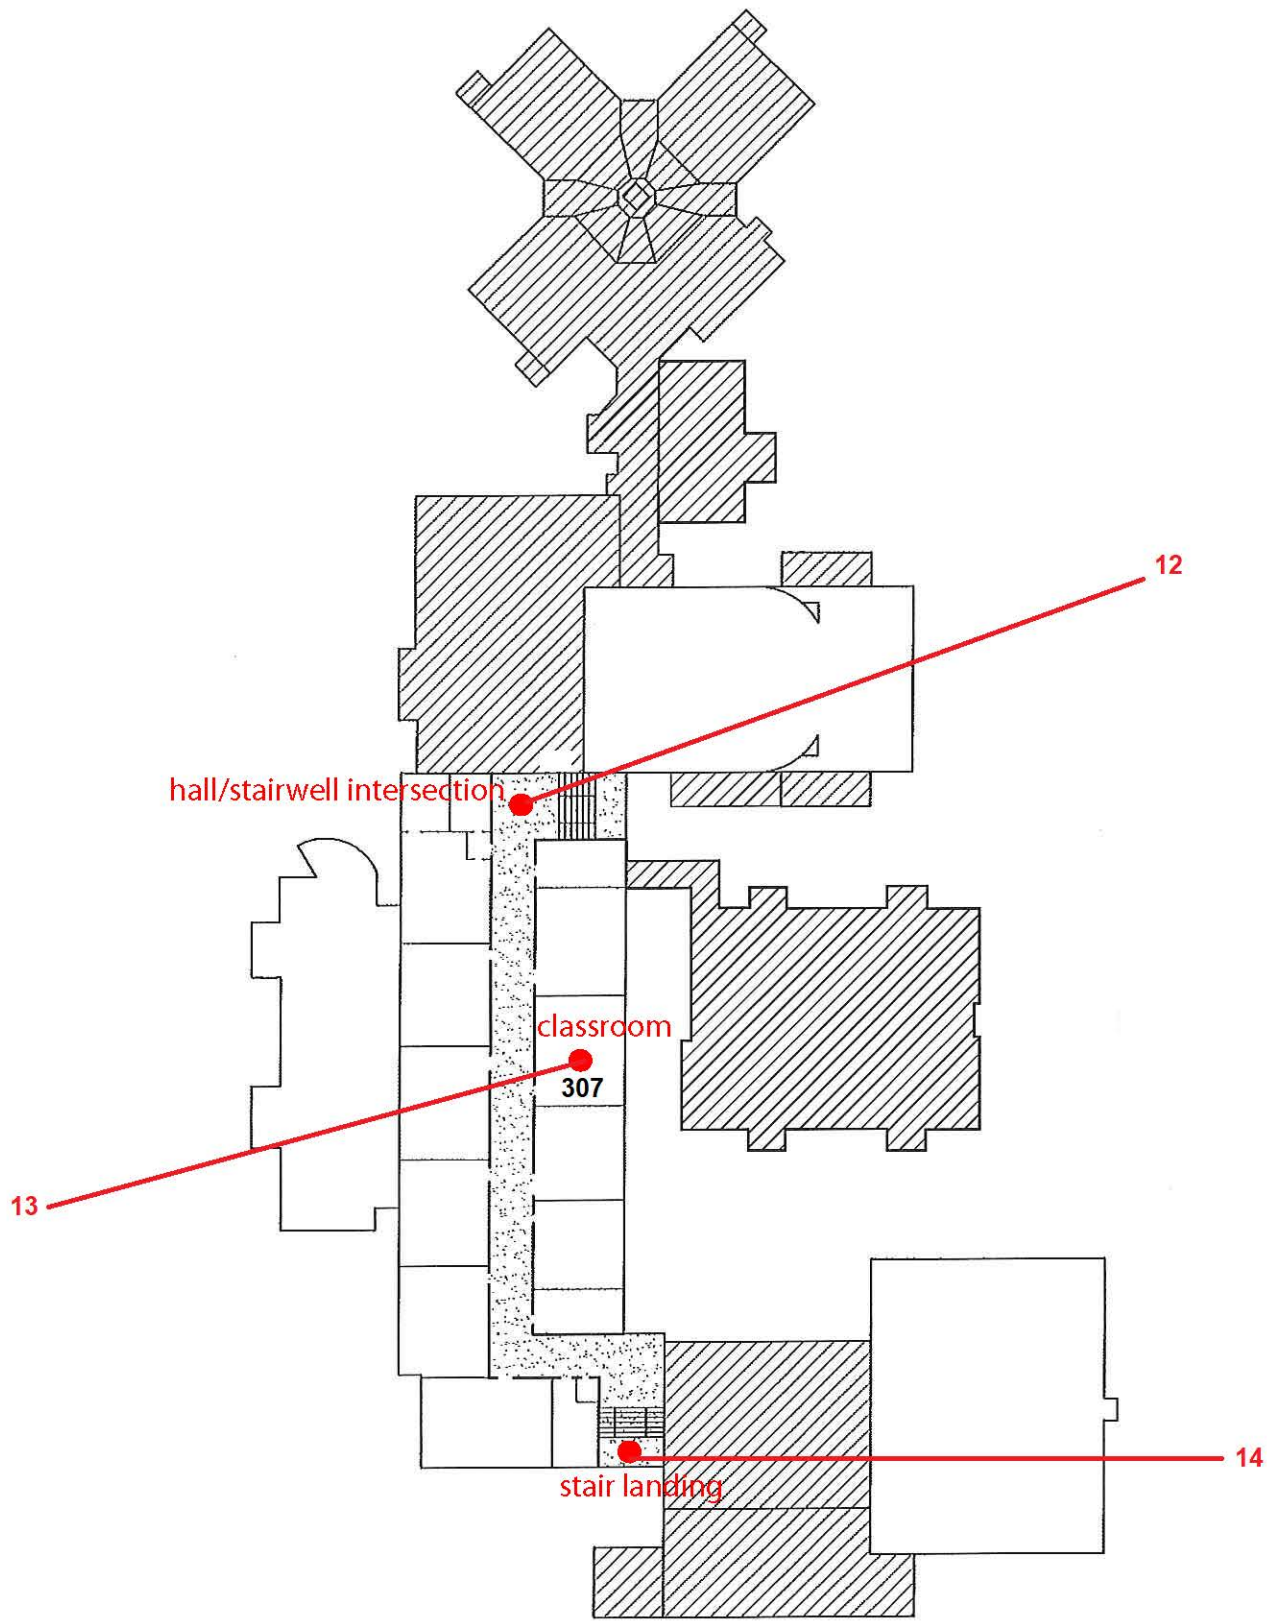 12
hall/stairwell intersection
classroom
307
13
14
stair landing